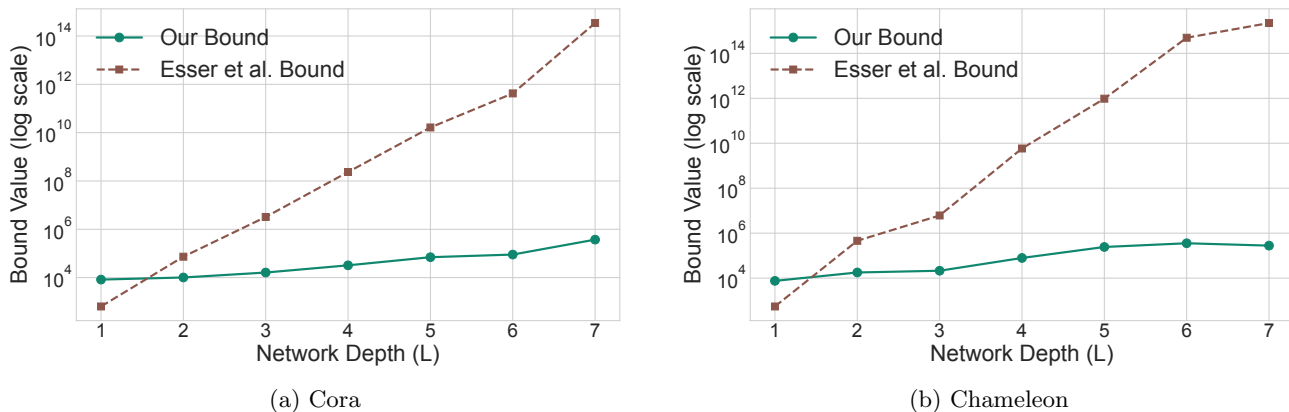 Bound Value (log scale)
10^14
10^12
10^10
10^8
10^6
10^4
Our Bound
Esser et al. Bound
1 2 3 4 5 6 7
Network Depth (L)
(a) Cora
Bound Value (log scale)
10^14
10^12
10^10
10^8
10^6
10^4
Our Bound
Esser et al. Bound
1 2 3 4 5 6 7
Network Depth (L)
(b) Chameleon